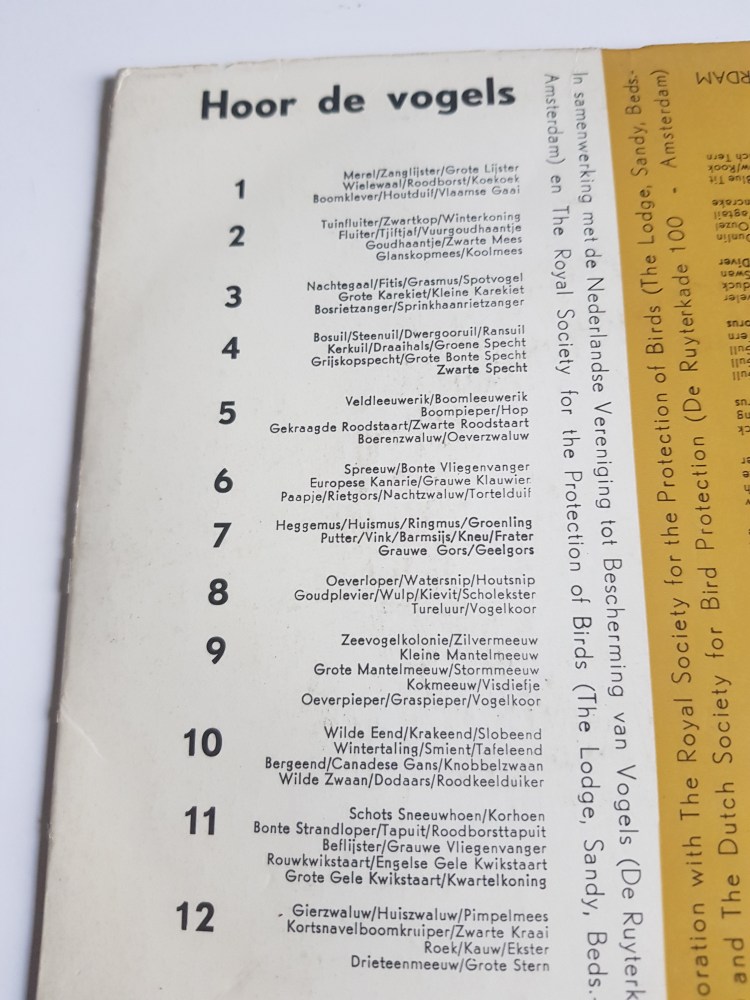 Hoor de vogels
1
Merel/Zanglijster/Grote Lijster
Wielewaal/Roodborst/Koekoek
Boomklever/Houtduif/Vlaamse Gaai
2
Tuinfluiter/Zwartkop/Winterkoning
Fluiter/Tjiftjaf/Vuurgoudhaantje
Goudhaantje/Zwarte Mees
Glanskopmees/Koolmees
3
Nachtegaal/Fitis/Grasmus/Spotvogel
Grote Karekiet/Kleine Karekiet
Bosrietzanger/Sprinkhaanrietzanger
4
Bosuil/Steenuil/Dwergooruil/Ransuil
Kerkuil/Draaihals/Groene Specht
Grijskopspecht/Grote Bonte Specht
Zwarte Specht
5
Veldleeuwerik/Boomleeuwerik
Boompieper/Hop
Gekraagde Roodstaart/Zwarte Roodstaart
Boerenzwaluw/Oeverzwaluw
6
Spreeuw/Bonte Vliegenvanger
Europese Kanarie/Grauwe Klauwier
Paapje/Rietgors/Nachtzwaluw/Tortelduif
7
Heggemus/Huismus/Ringmus/Groenling
Putter/Vink/Barmsijs/Kneu/Frater
Grauwe Gors/Geelgors
8
Oeverloper/Watersnip/Houtsnip
Goudplevier/Wulp/Kievit/Scholekster
Tureluur/Vogelkoor
9
Zeevogelkolonie/Zilvermeeuw
Kleine Mantelmeeuw
Grote Mantelmeeuw/Stormmeeuw
Kokmeeuw/Visdiefje
Oeverpieper/Graspieper/Vogelkoor
10
Wilde Eend/Krakeend/Slobeend
Wintertaling/Smient/Tafeleend
Bergeend/Canadese Gans/Knobbelzwaan
Wilde Zwaan/Dodaars/Roodkeelduiker
11
Schots Sneeuwhoen/Korhoen
Bonte Strandloper/Tapuit/Roodborsttapuit
Beflijster/Grauwe Vliegenvanger
Rouwkwikstaart/Engelse Gele Kwikstaart
Grote Gele Kwikstaart/Kwartelkoning
12
Gierzwaluw/Huiszwaluw/Pimpelmees
Kortsnavelboomkruiper/Zwarte Kraai
Roek/Kauw/Ekster
Drieteenmeeuw/Grote Stern
In samenwerking met de Nederlandse Vereniging tot Bescherming van Vogels (De Ruyterk
Amsterdam) en The Royal Society for the Protection of Birds (The Lodge, Sandy, Beds.
oration with The Royal Society for the Protection of Birds (The Lodge, Sandy, Beds.-
and The Dutch Society for Bird Protection (De Ruyterkade 100 - Amsterdam)
RDAM
ch Tern
w/Rook
Blue Tit
Ouzel
Dunlin
Diver